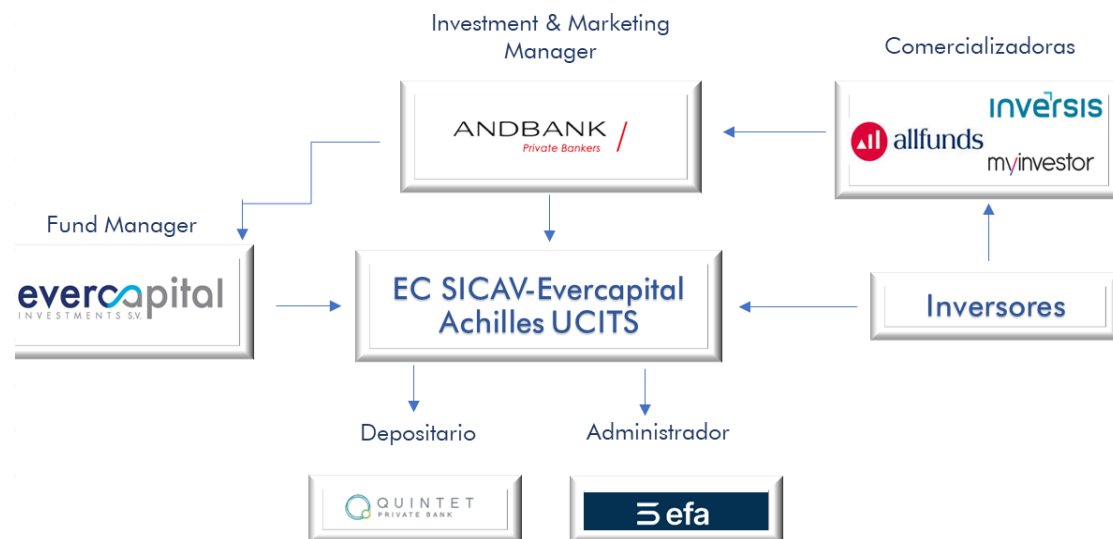 Investment & Marketing
Manager
Comercializadoras
ANDBANK
Private Bankers
inversis
allfunds
myinvestor
Fund Manager
evercapital
INVESTMENTS S.V.
EC SICAV-Evercapital
Achilles UCITS
Inversores
Depositario
Administrador
QUINTET
PRIVATE BANK
efa